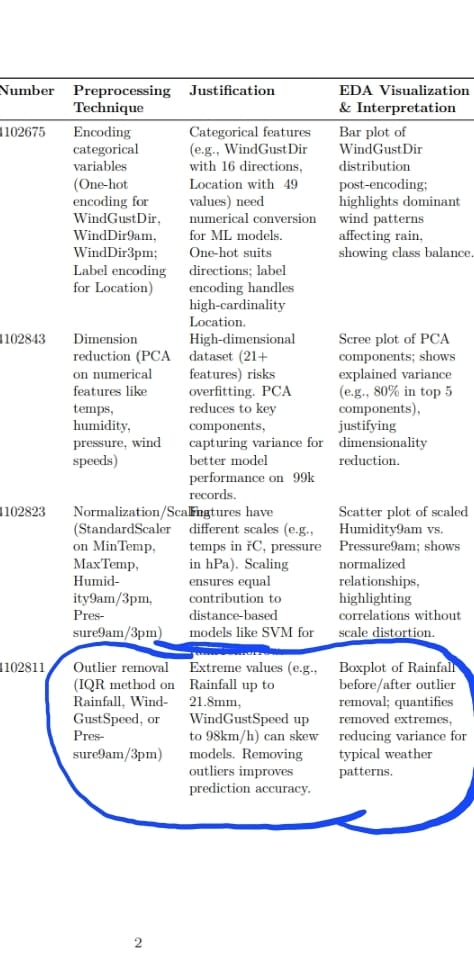 Number Preprocessing Justification EDA Visualization
Technique & Interpretation
4102675 Encoding Categorical features Bar plot of
categorical (e.g., WindGustDir WindGustDir
variables with 16 directions, distribution
(One-hot Location with 49 post-encoding;
encoding for values) need highlights dominant
WindGustDir, numerical conversion wind patterns
WindDir9am, for ML models. affecting rain,
WindDir3pm; One-hot suits showing class balance.
Label encoding directions; label
for Location) encoding handles
high-cardinality
Location.
4102843 Dimension High-dimensional Scree plot of PCA
reduction (PCA dataset (21+ components; shows
on numerical features) risks explained variance
features like overfitting. PCA (e.g., 80% in top 5
temps, reduces to key components),
humidity, components, justifying
pressure, wind capturing variance for dimensionality
speeds) better model reduction.
performance on 99k
records.
4102823 Normalization/Scaling Features have Scatter plot of scaled
(StandardScaler different scales (e.g., Humidity9am vs.
on MinTemp, temps in řC, pressure Pressure9am; shows
MaxTemp, in hPa). Scaling normalized
Humid- ensures equal relationships,
ity9am/3pm, contribution to highlighting
Pres- distance-based correlations without
sure9am/3pm) models like SVM for scale distortion.
4102811 Outlier removal Extreme values (e.g., Boxplot of Rainfall
(IQR method on Rainfall up to before/after outlier
Rainfall, Wind- 21.8mm, removal; quantifies
GustSpeed, or WindGustSpeed up removed extremes,
Pres- to 98km/h) can skew reducing variance for
sure9am/3pm) models. Removing typical weather
outliers improves patterns.
prediction accuracy.
2